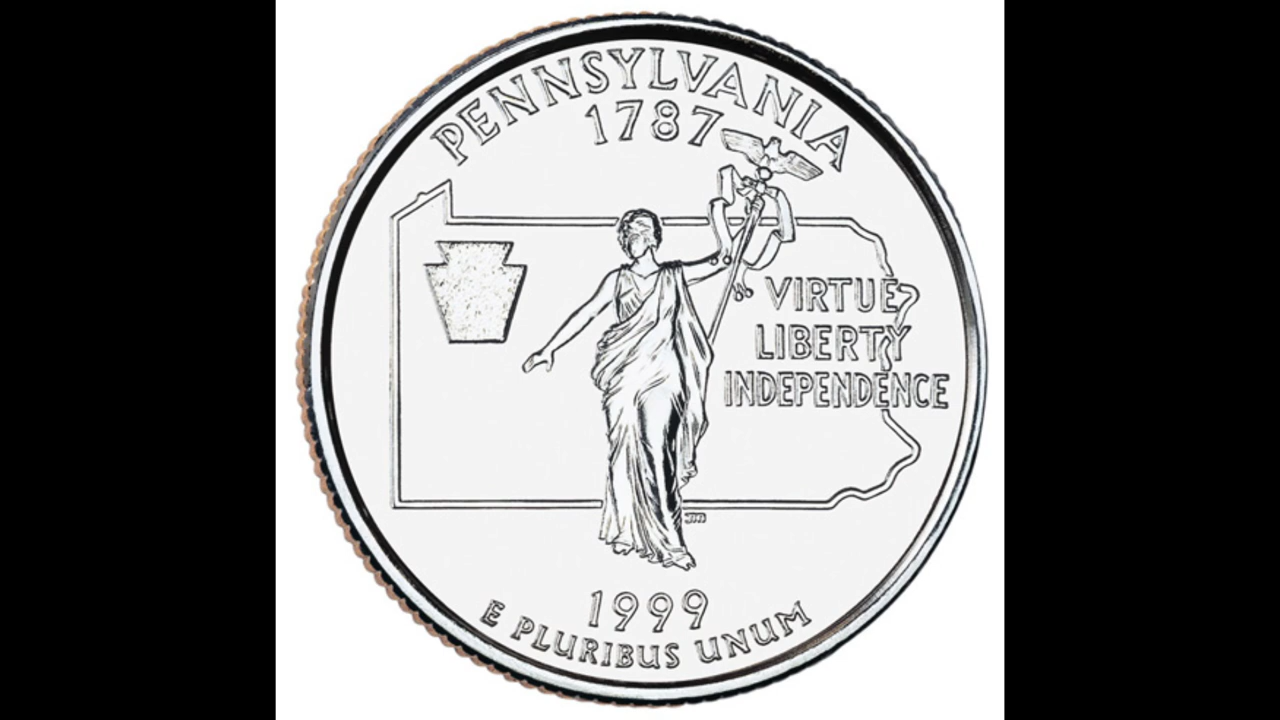 PENNSYLVANIA
1787
VIRTUE
LIBERTY
INDEPENDENCE
1999
E PLURIBUS UNUM